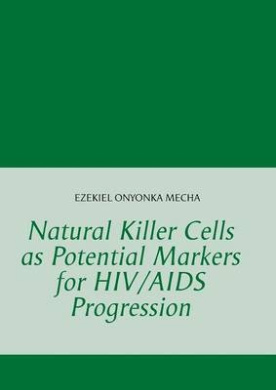 EZEKIEL ONYONKA MECHA
Natural Killer Cells
as Potential Markers
for HIV/AIDS
Progression